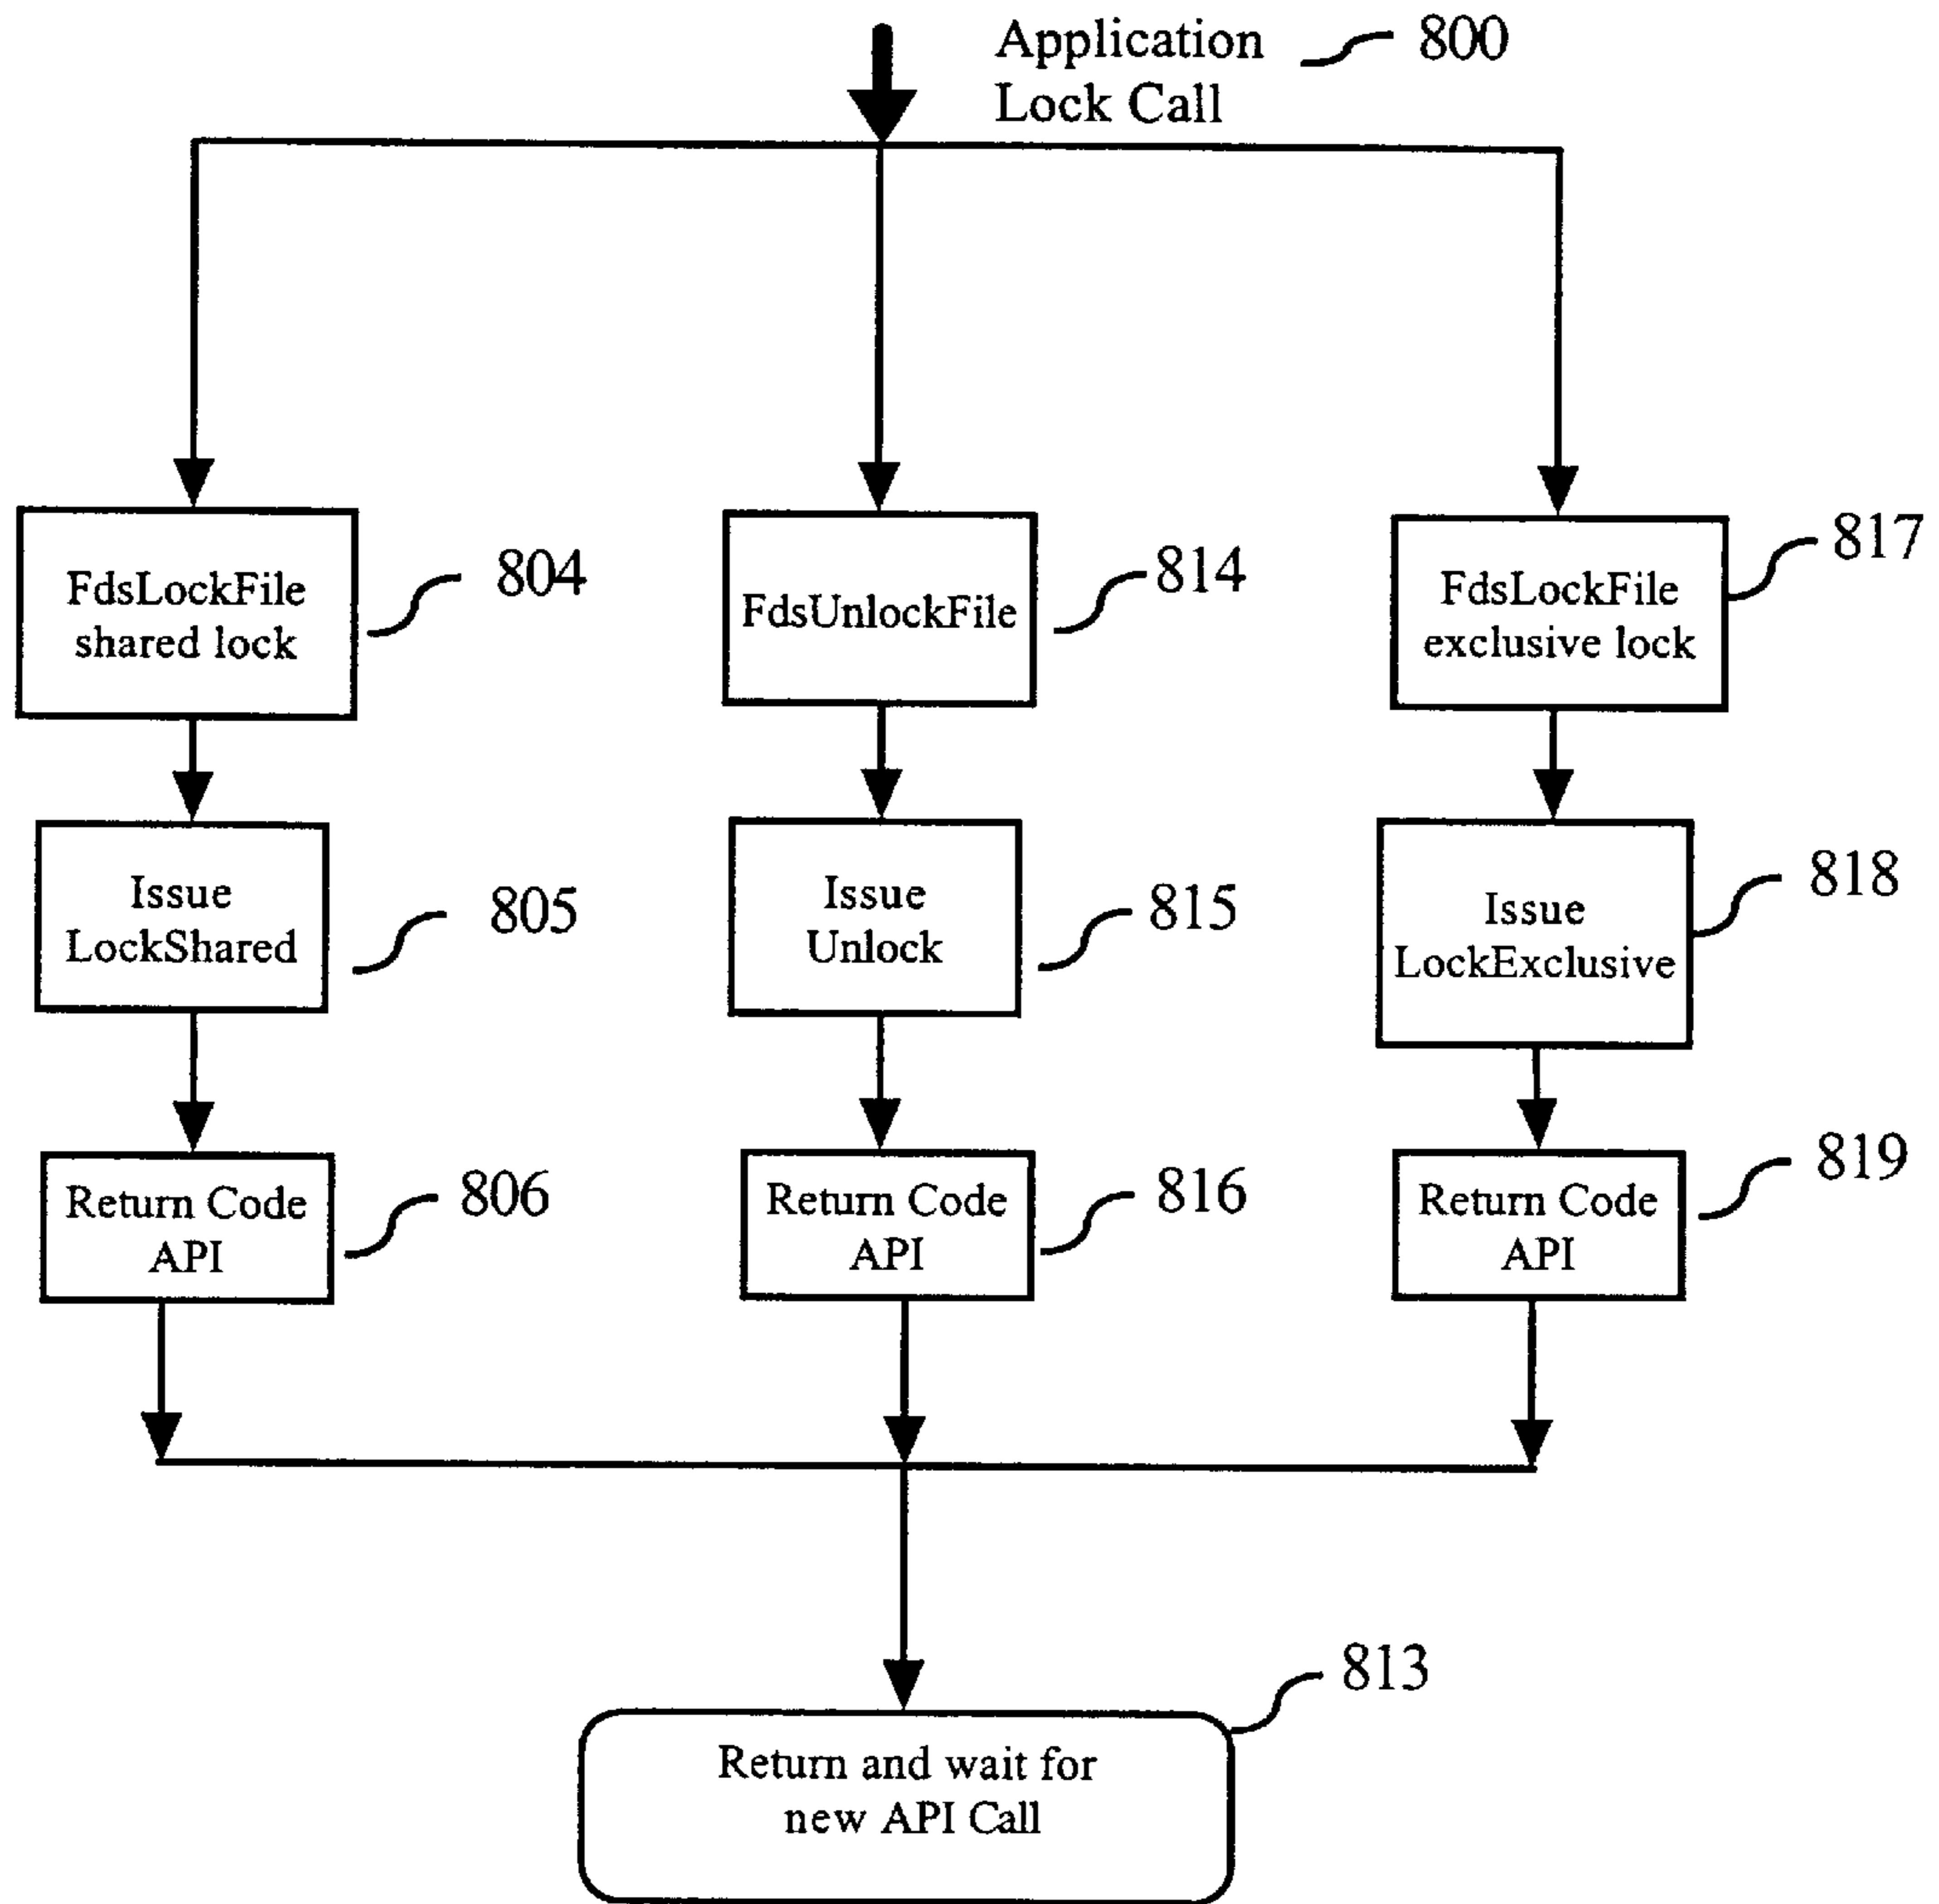 Application
Lock Call
800
FdsLockFile
shared lock
804
FdsUnlockFile
814
FdsLockFile
exclusive lock
817
Issue
LockShared
805
Issue
Unlock
815
Issue
LockExclusive
818
Return Code
API
806
Return Code
API
816
Return Code
API
819
Return and wait for
new API Call
813